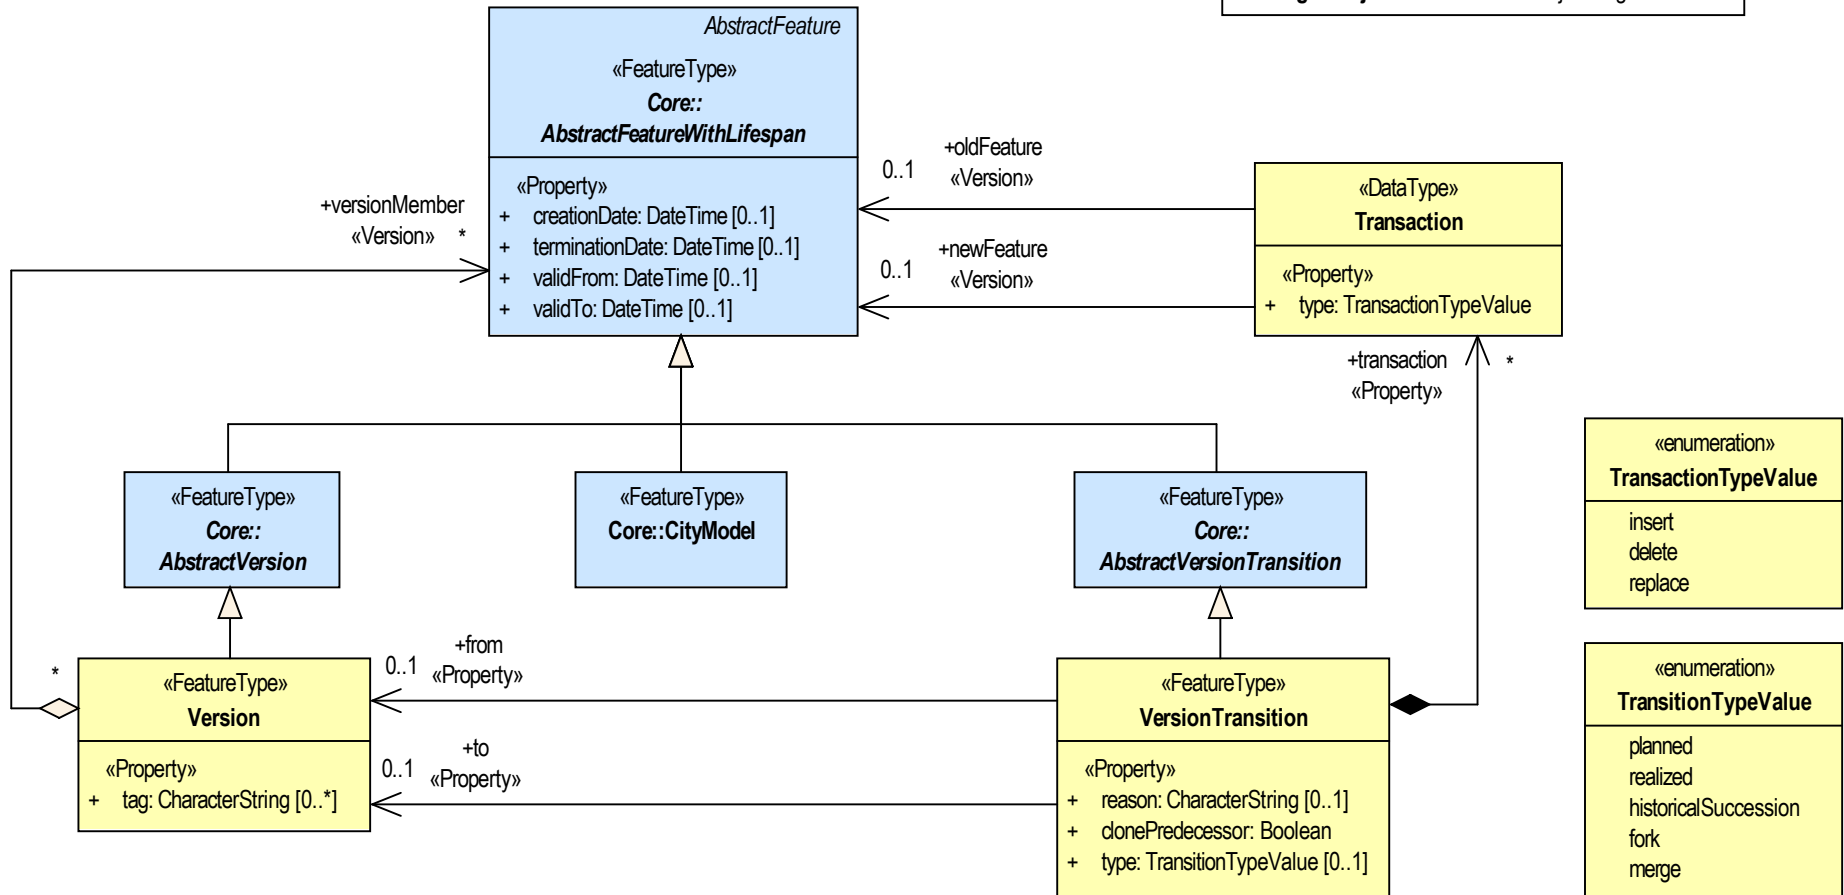 AbstractFeature
«FeatureType»
Core::
AbstractFeatureWithLifespan
«Property»
+ creationDate: DateTime [0..1]
+ terminationDate: DateTime [0..1]
+ validFrom: DateTime [0..1]
+ validTo: DateTime [0..1]
+versionMember
«Version» *
+oldFeature
0..1 «Version»
+newFeature
0..1 «Version»
«DataType»
Transaction
«Property»
+ type: TransactionTypeValue
+transaction *
«Property»
«FeatureType»
Core::
AbstractVersion
«FeatureType»
Core::CityModel
«FeatureType»
Core::
AbstractVersionTransition
«enumeration»
TransactionTypeValue
insert
delete
replace
*
«FeatureType»
Version
«Property»
+ tag: CharacterString [0..*]
+from
0..1 «Property»
+to
0..1 «Property»
«FeatureType»
VersionTransition
«Property»
+ reason: CharacterString [0..1]
+ clonePredecessor: Boolean
+ type: TransitionTypeValue [0..1]
«enumeration»
TransitionTypeValue
planned
realized
historicalSuccession
fork
merge